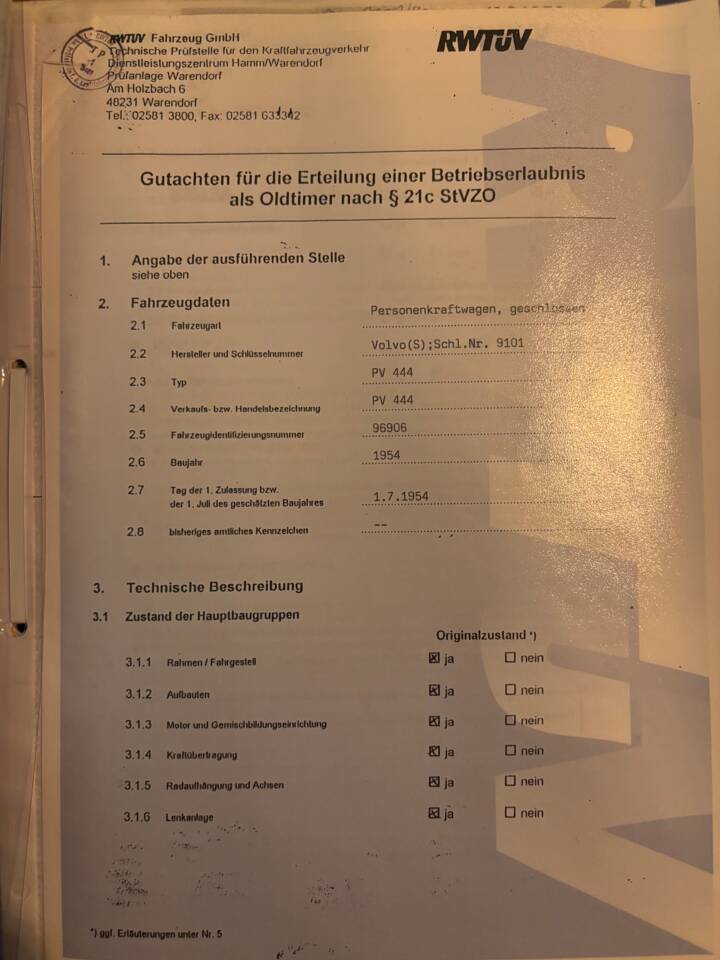 RWTÜV Fahrzeug GmbH
Technische Prüfstelle für den Kraftfahrzeugverkehr
Dienstleistungszentrum Hamm/Warendorf
Prüfanlage Warendorf
Am Holzbach 6
48231 Warendorf
Tel.: 02581 3800, Fax: 02581
RWTÜV
Gutachten für die Erteilung einer Betriebserlaubnis
als Oldtimer nach § 21c StVZO
1. Angabe der ausführenden Stelle
siehe oben
2. Fahrzeugdaten
2.1 Fahrzeugart Personenkraftwagen, geschlossen
2.2 Hersteller und Schlüsselnummer Volvo(S);Schl.Nr. 9101
2.3 Typ PV 444
2.4 Verkaufs- bzw. Handelsbezeichnung PV 444
2.5 Fahrzeugidentifizierungsnummer 96906
2.6 Baujahr 1954
2.7 Tag der 1. Zulassung bzw.
der 1. Juli des geschätzten Baujahres 1.7.1954
2.8 bisheriges amtliches Kennzeichen --
3. Technische Beschreibung
3.1 Zustand der Hauptbaugruppen
Originalzustand *)
3.1.1 Rahmen / Fahrgestell ☒ ja ☐ nein
3.1.2 Aufbauten ☒ ja ☐ nein
3.1.3 Motor und Gemischbildungseinrichtung ☒ ja ☐ nein
3.1.4 Kraftübertragung ☒ ja ☐ nein
3.1.5 Radaufhängung und Achsen ☒ ja ☐ nein
3.1.6 Lenkanlage ☒ ja ☐ nein
*) ggf. Erläuterungen unter Nr. 5